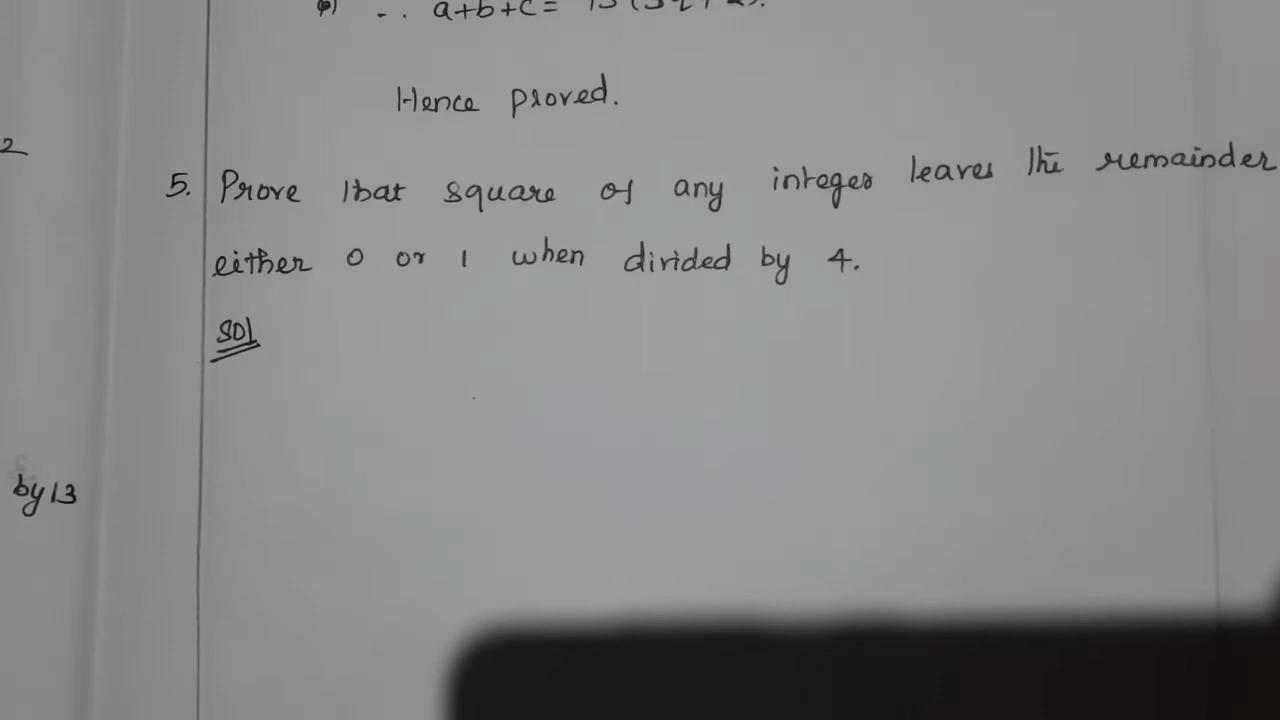 ∴ a+b+c =
Hence proved.
2
5. Prove that square of any integer leaves the remainder
either 0 or 1 when divided by 4.
Sol
by 13